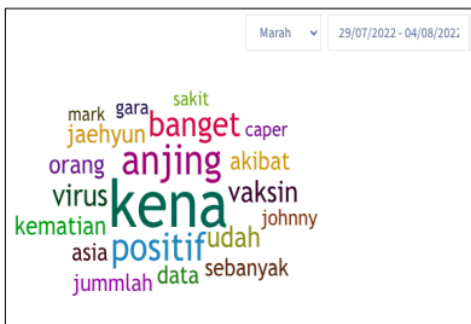 Marah 29/07/2022 - 04/08/202
sakit
mark gara
jaehyun banget caper
orang anjing akibat
virus kena vaksin
kematian johnny
asia positif udah
jummlah data sebanyak